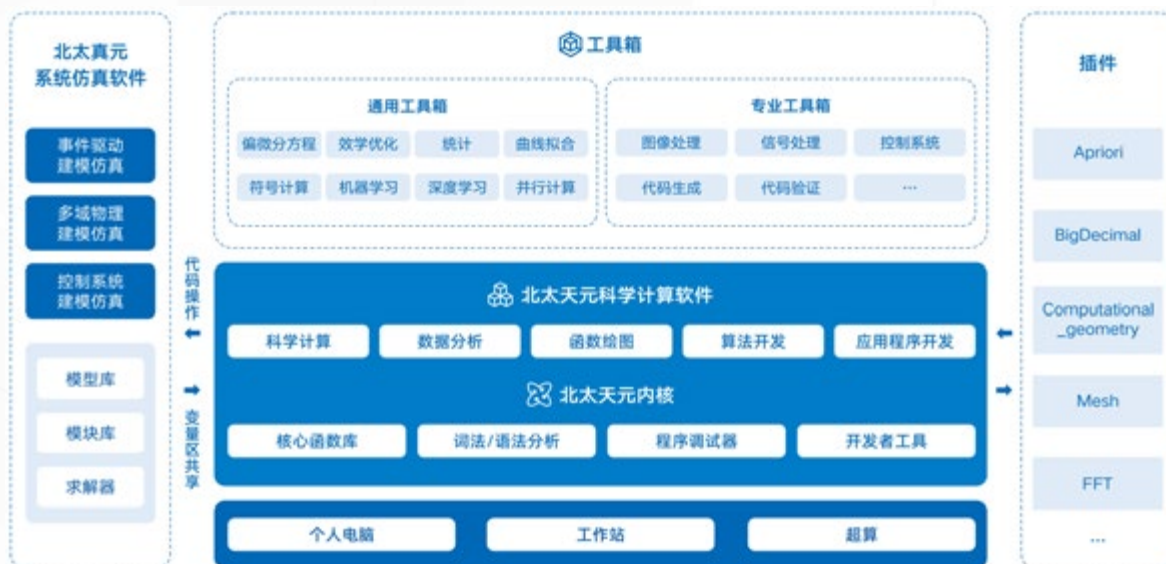 北太真元
系统仿真软件
事件驱动
建模仿真
多域物理
建模仿真
控制系统
建模仿真
模型库
模块库
求解器
代码操作
变量区共享
工具箱
通用工具箱
偏微分方程
效学优化
统计
曲线拟合
符号计算
机器学习
深度学习
并行计算
专业工具箱
图像处理
信号处理
控制系统
代码生成
代码验证
...
北太天元科学计算软件
科学计算
数据分析
函数绘图
算法开发
应用程序开发
北太天元内核
核心函数库
词法/语法分析
程序调试器
开发者工具
个人电脑
工作站
超算
插件
Apriori
BigDecimal
Computational
_geometry
Mesh
FFT
...